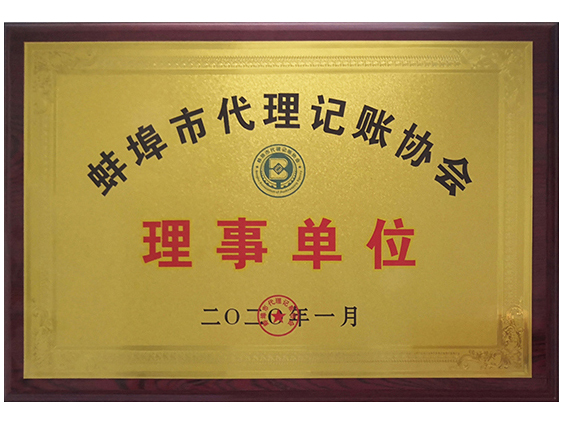 蚌埠市代理记账协会
理事单位
二〇二〇年一月